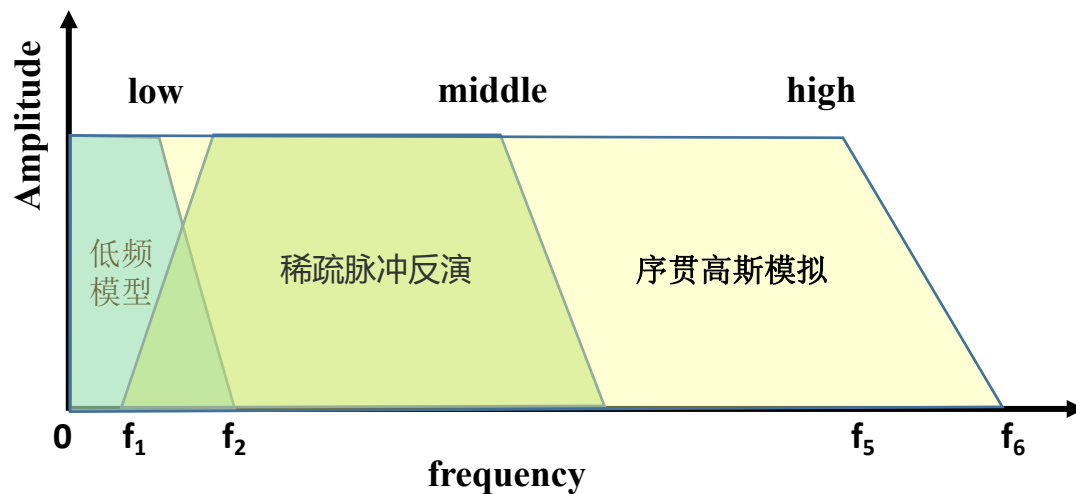 Amplitude
low
middle
high
低频
模型
稀疏脉冲反演
序贯高斯模拟
0
f1
f2
f5
f6
frequency